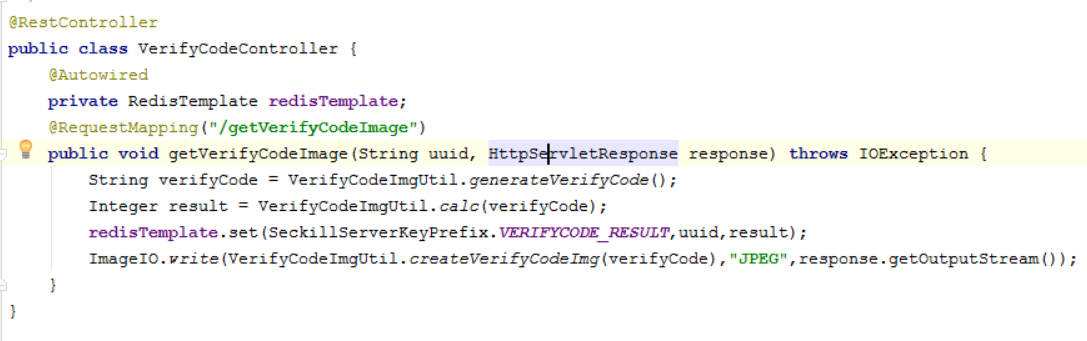 @RestController
public class VerifyCodeController {
    @Autowired
    private RedisTemplate redisTemplate;
    @RequestMapping("/getVerifyCodeImage")
    public void getVerifyCodeImage(String uuid, HttpServletResponse response) throws IOException {
        String verifyCode = VerifyCodeImgUtil.generateVerifyCode();
        Integer result = VerifyCodeImgUtil.calc(verifyCode);
        redisTemplate.set(SeckillServerKeyPrefix.VERIFYCODE_RESULT,uuid,result);
        ImageIO.write(VerifyCodeImgUtil.createVerifyCodeImg(verifyCode),"JPEG",response.getOutputStream());
    }
}